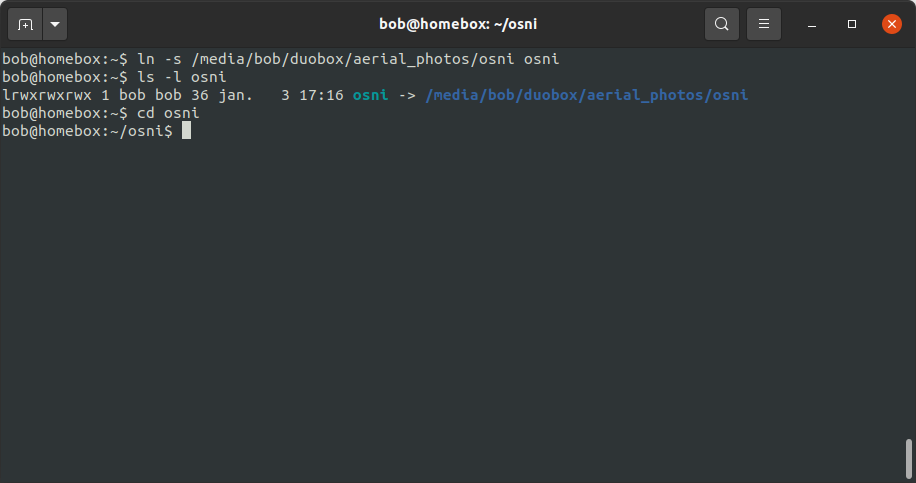 bob@homebox: ~/osni
bob@homebox:~$ ln -s /media/bob/duobox/aerial_photos/osni osni
bob@homebox:~$ ls -l osni
lrwxrwxrwx 1 bob bob 36 jan.   3 17:16 osni -> /media/bob/duobox/aerial_photos/osni
bob@homebox:~$ cd osni
bob@homebox:~/osni$